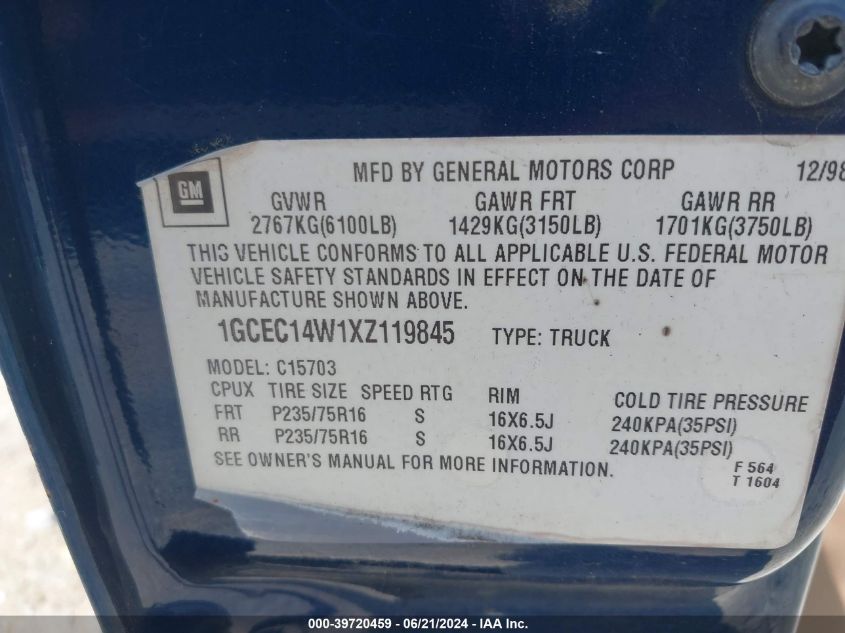 GM
MFD BY GENERAL MOTORS CORP 12/98
GVWR GAWR FRT GAWR RR
2767KG(6100LB) 1429KG(3150LB) 1701KG(3750LB)
THIS VEHICLE CONFORMS TO ALL APPLICABLE U.S. FEDERAL MOTOR
VEHICLE SAFETY STANDARDS IN EFFECT ON THE DATE OF
MANUFACTURE SHOWN ABOVE.
1GCEC14W1XZ119845 TYPE: TRUCK
MODEL: C15703
CPUX TIRE SIZE SPEED RTG RIM COLD TIRE PRESSURE
FRT P235/75R16 S 16X6.5J 240KPA(35PSI)
RR P235/75R16 S 16X6.5J 240KPA(35PSI)
SEE OWNER'S MANUAL FOR MORE INFORMATION.
F 564
T 1604
000-39720459 - 06/21/2024 - IAA Inc.